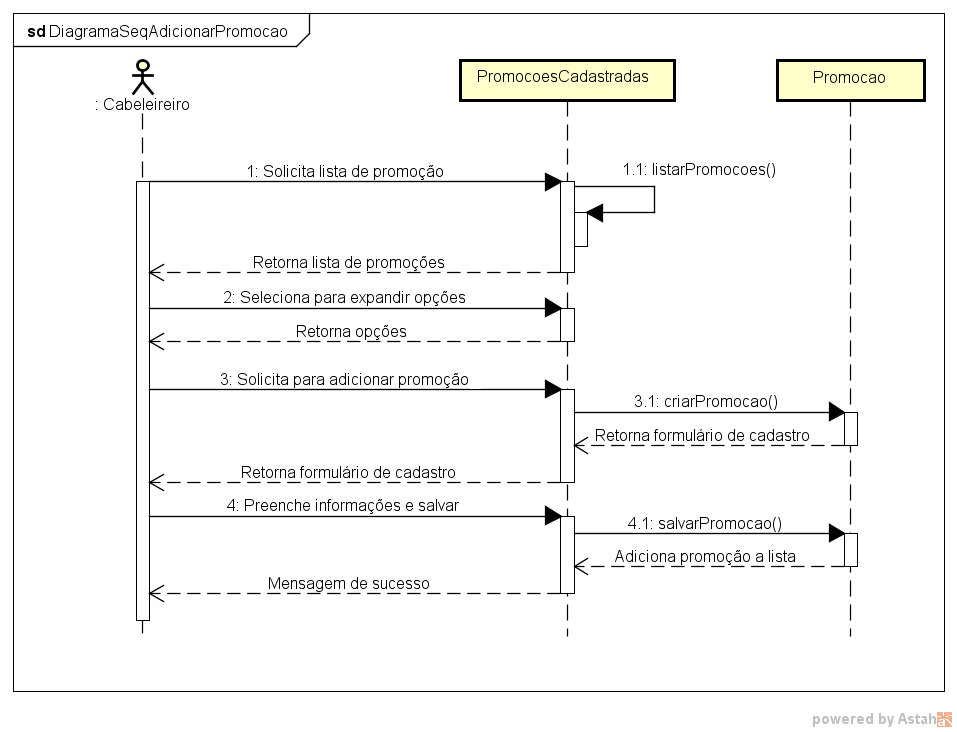 sd DiagramaSeqAdicionarPromocao
: Cabeleireiro
PromocoesCadastradas
Promocao
1: Solicita lista de promoção
1.1: listarPromocoes()
Retorna lista de promoções
2: Seleciona para expandir opções
Retorna opções
3: Solicita para adicionar promoção
3.1: criarPromocao()
Retorna formulário de cadastro
Retorna formulário de cadastro
4: Preenche informações e salvar
4.1: salvarPromocao()
Adiciona promoção a lista
Mensagem de sucesso
powered by Astah